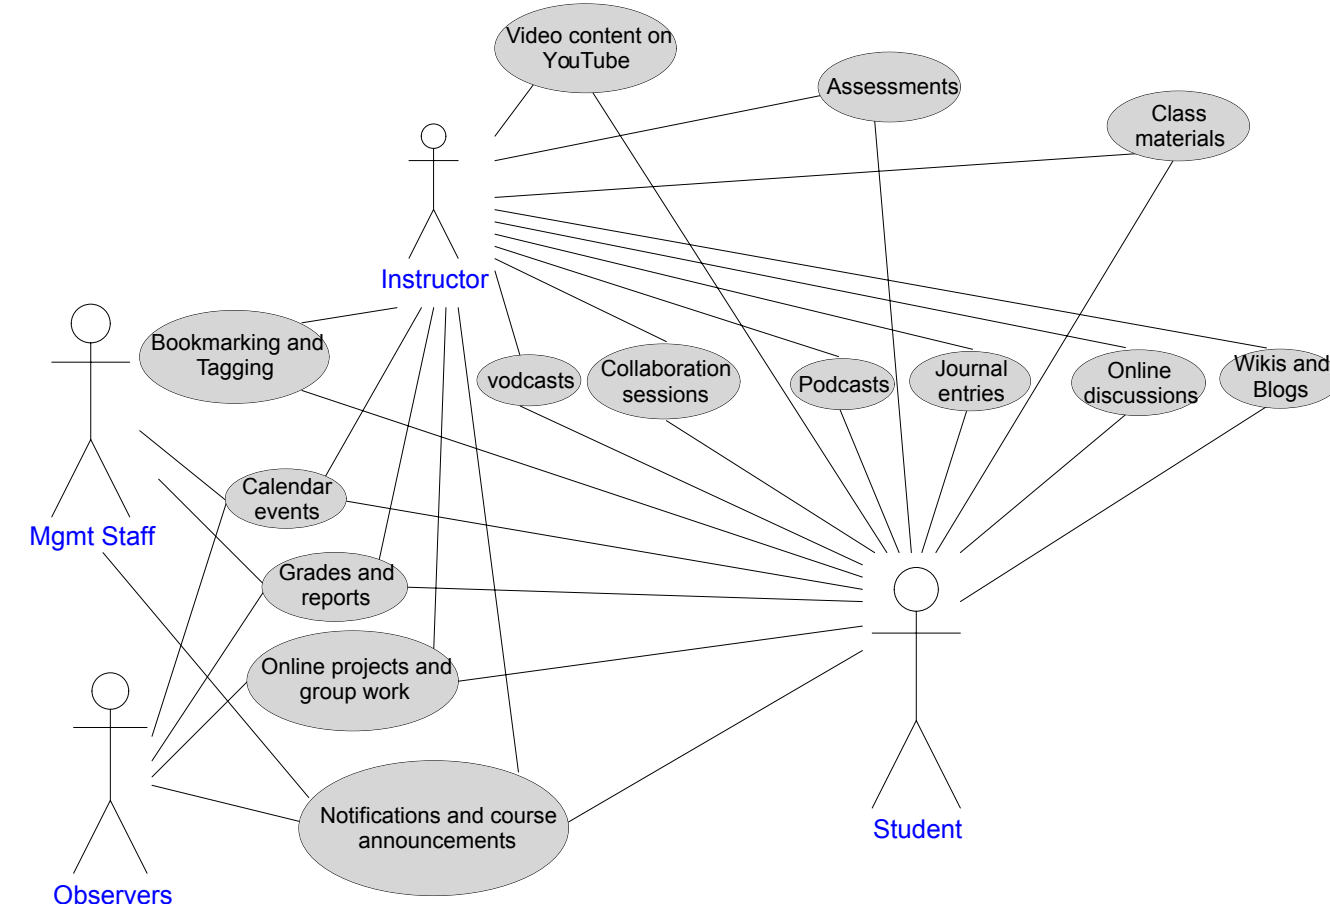 Video content on
YouTube
Assessments
Class
materials
Instructor
Bookmarking and
Tagging
vodcasts
Collaboration
sessions
Podcasts
Journal
entries
Online
discussions
Wikis and
Blogs
Calendar
events
Mgmt Staff
Grades and
reports
Online projects and
group work
Notifications and course
announcements
Student
Observers